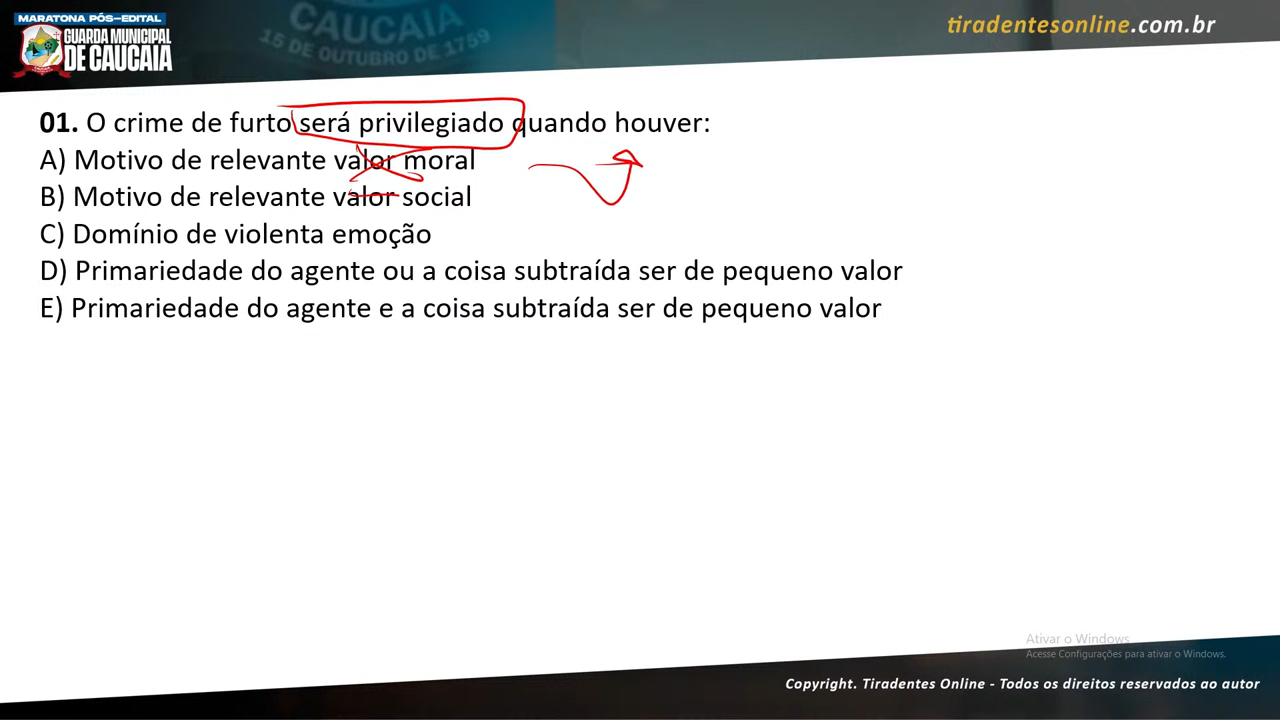 MARATONA PÓS-EDITAL
GUARDA MUNICIPAL
DE CAUCAIA
CAUCAIA
15 DE OUTUBRO DE 1759
tiradentesonline.com.br
01. O crime de furto será privilegiado quando houver:
A) Motivo de relevante valor moral
B) Motivo de relevante valor social
C) Domínio de violenta emoção
D) Primariedade do agente ou a coisa subtraída ser de pequeno valor
E) Primariedade do agente e a coisa subtraída ser de pequeno valor
Ativar o Windows
Acesse Configurações para ativar o Windows.
Copyright. Tiradentes Online - Todos os direitos reservados ao autor